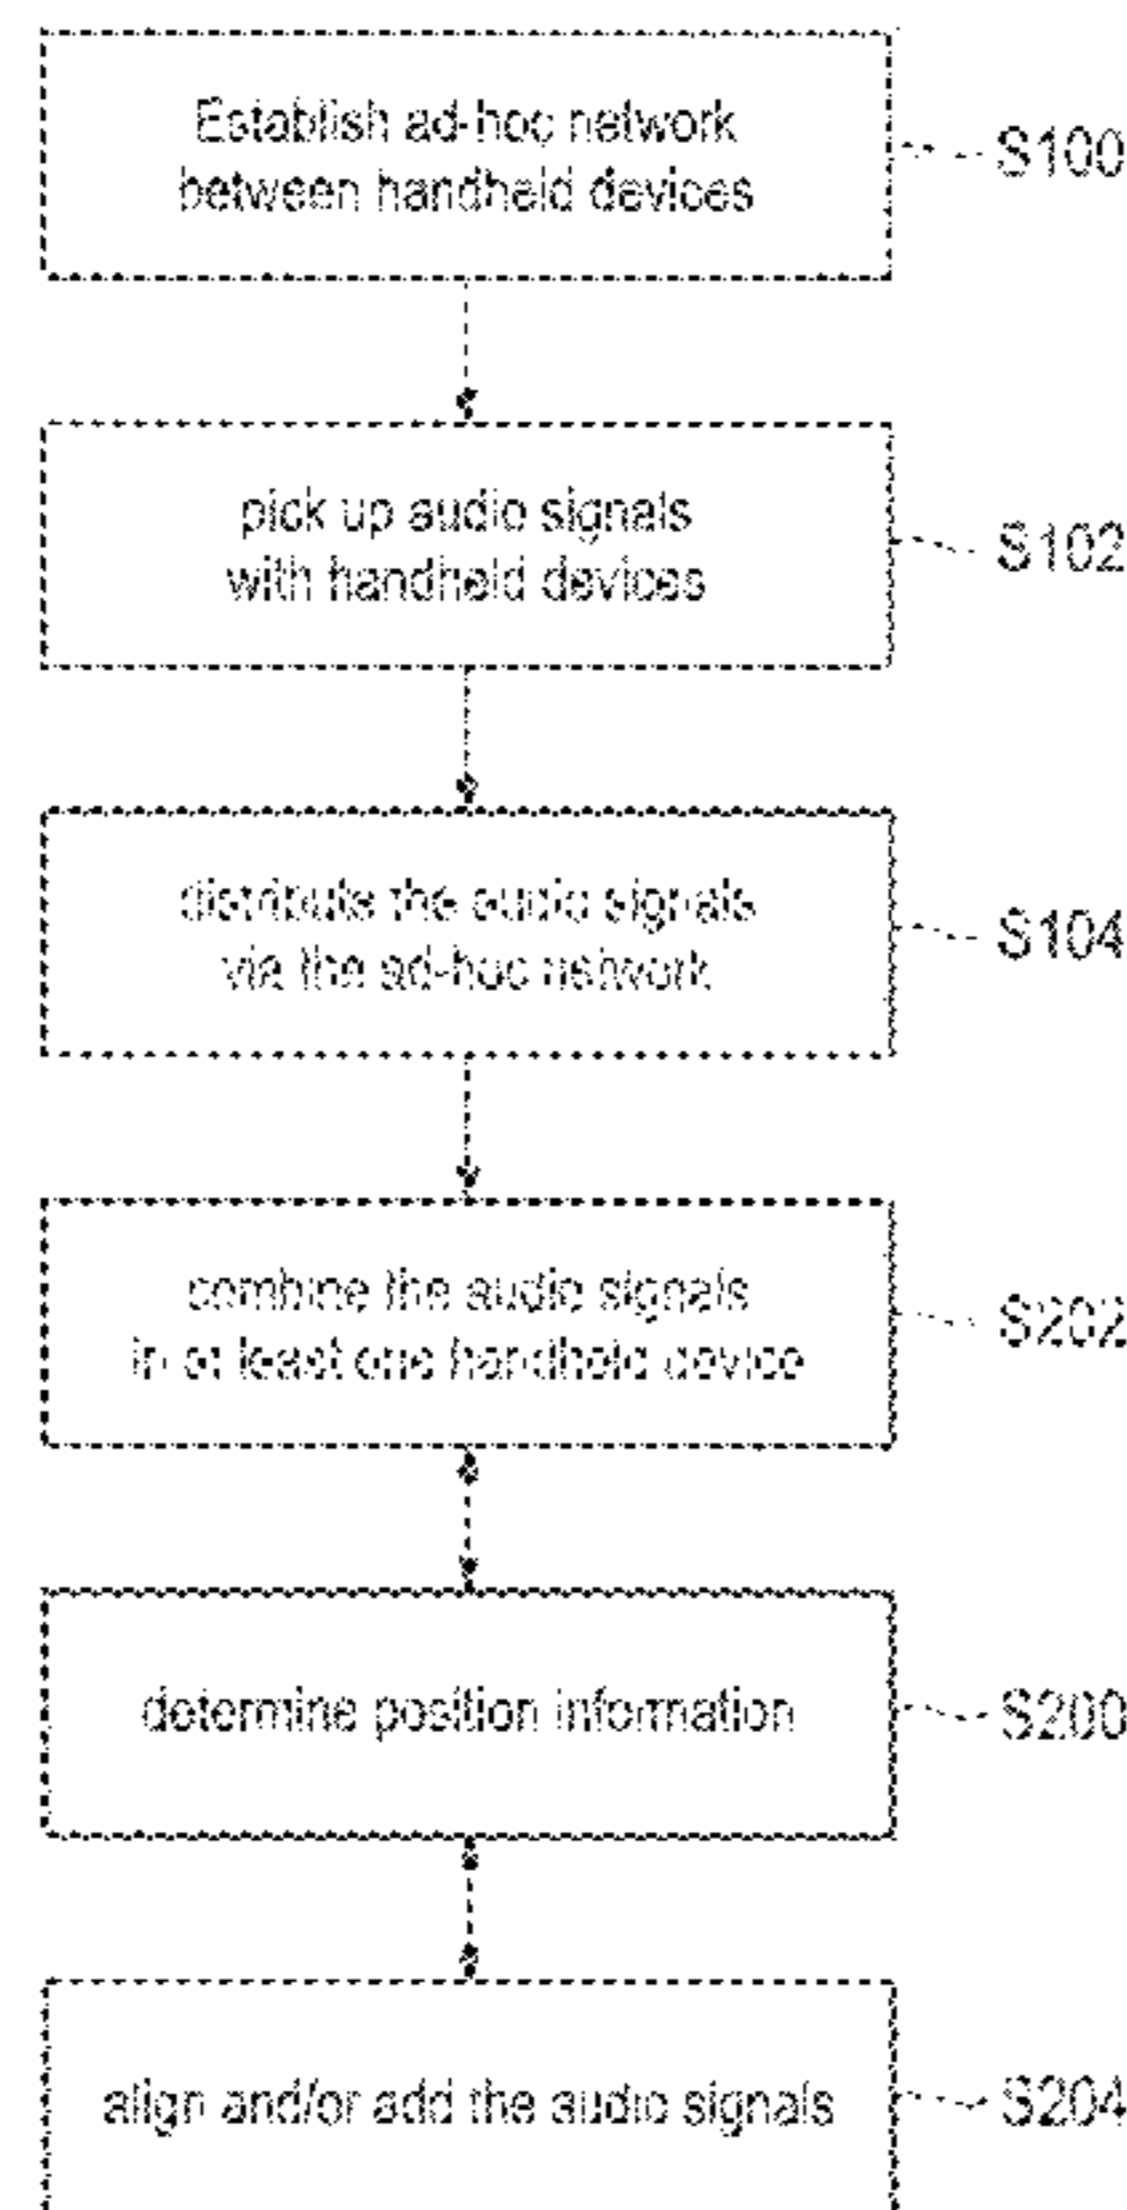 Establish ad-hoc network
between handheld devices
S100
pick up audio signals
with handheld devices
S102
distribute the audio signals
via the ad-hoc network
S104
combine the audio signals
in at least one handheld device
S202
determine position information
S200
align and/or add the audio signals
S204